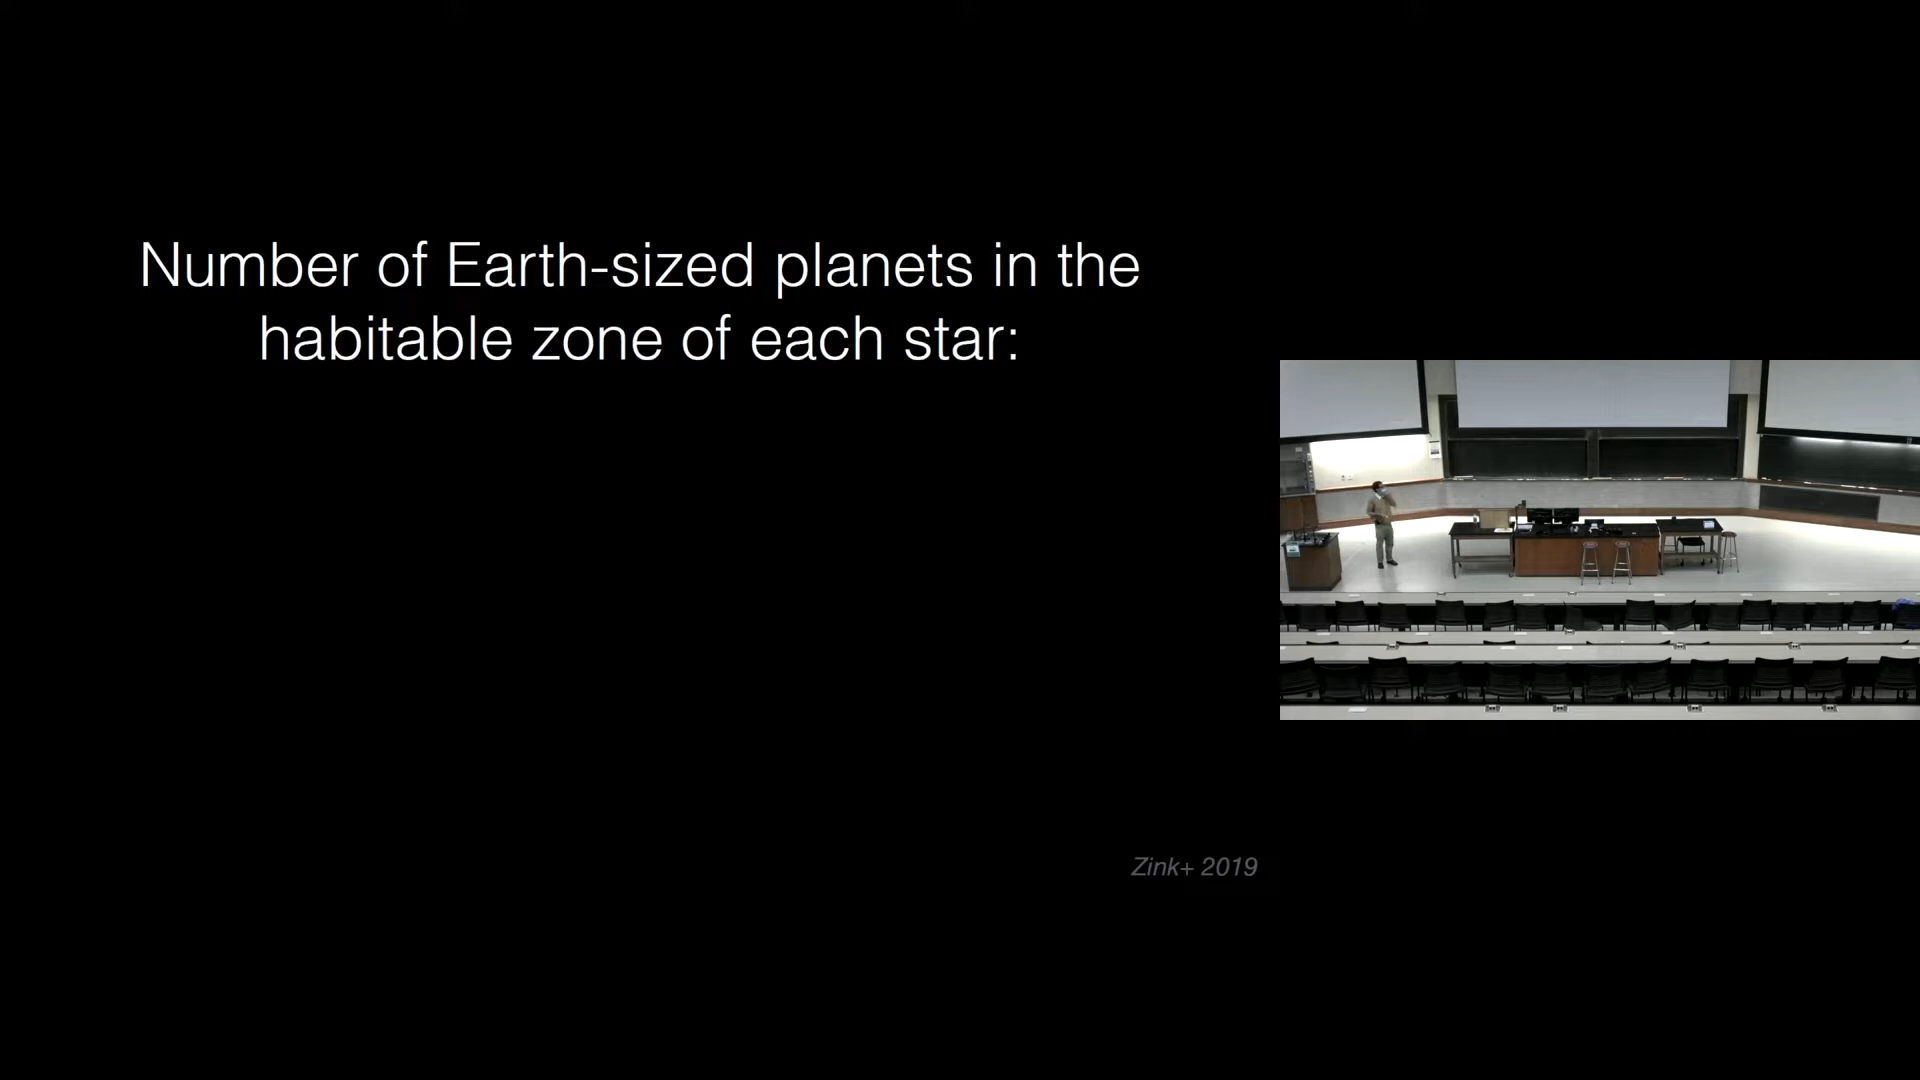 Number of Earth-sized planets in the
habitable zone of each star:
Zink+ 2019